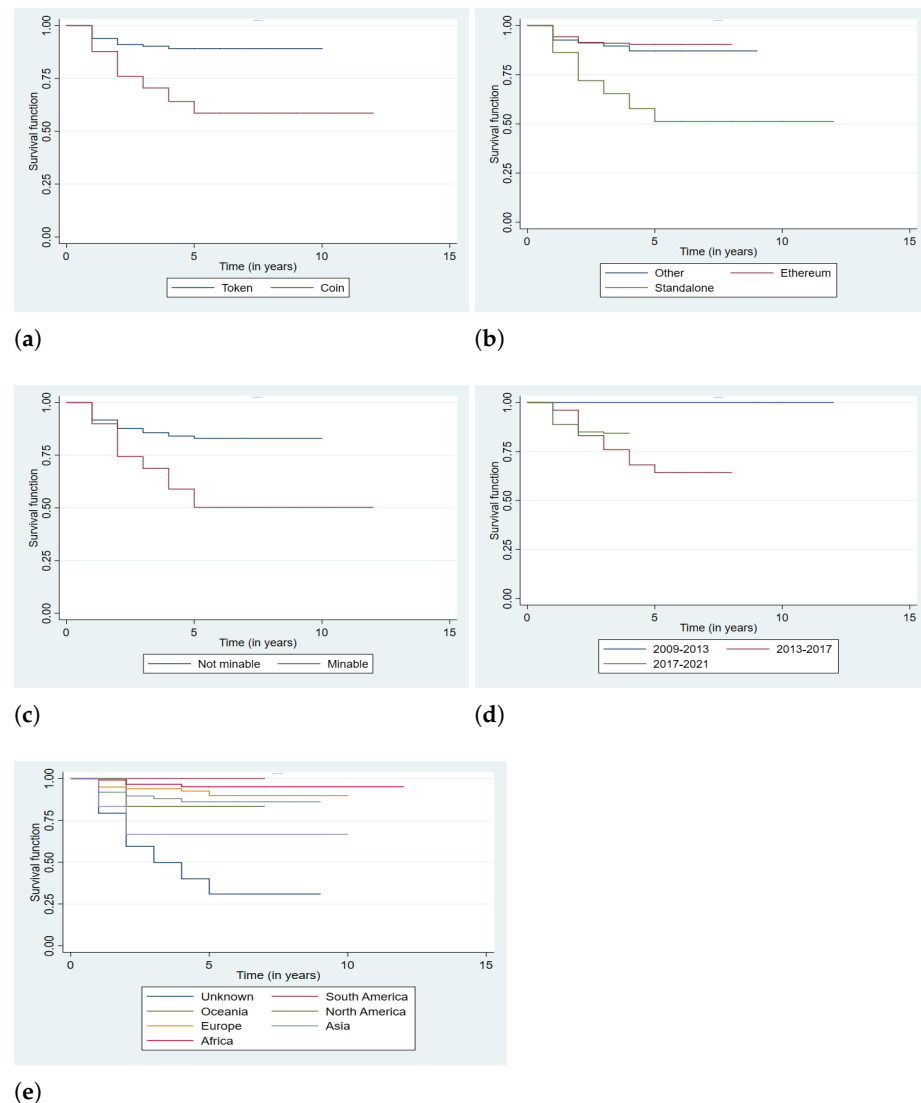 1.00
0.75
0.50
0.25
0.00
Survival function
0 5 10 15
Time (in years)
Token Coin
(a)
1.00
0.75
0.50
0.25
0.00
Survival function
0 5 10 15
Time (in years)
Other Ethereum
Standalone
(b)
1.00
0.75
0.50
0.25
0.00
Survival function
0 5 10 15
Time (in years)
Not minable Minable
(c)
1.00
0.75
0.50
0.25
0.00
Survival function
0 5 10 15
Time (in years)
2009-2013 2013-2017
2017-2021
(d)
1.00
0.75
0.50
0.25
0.00
Survival function
0 5 10 15
Time (in years)
Unknown South America
Oceania North America
Europe Asia
Africa
(e)